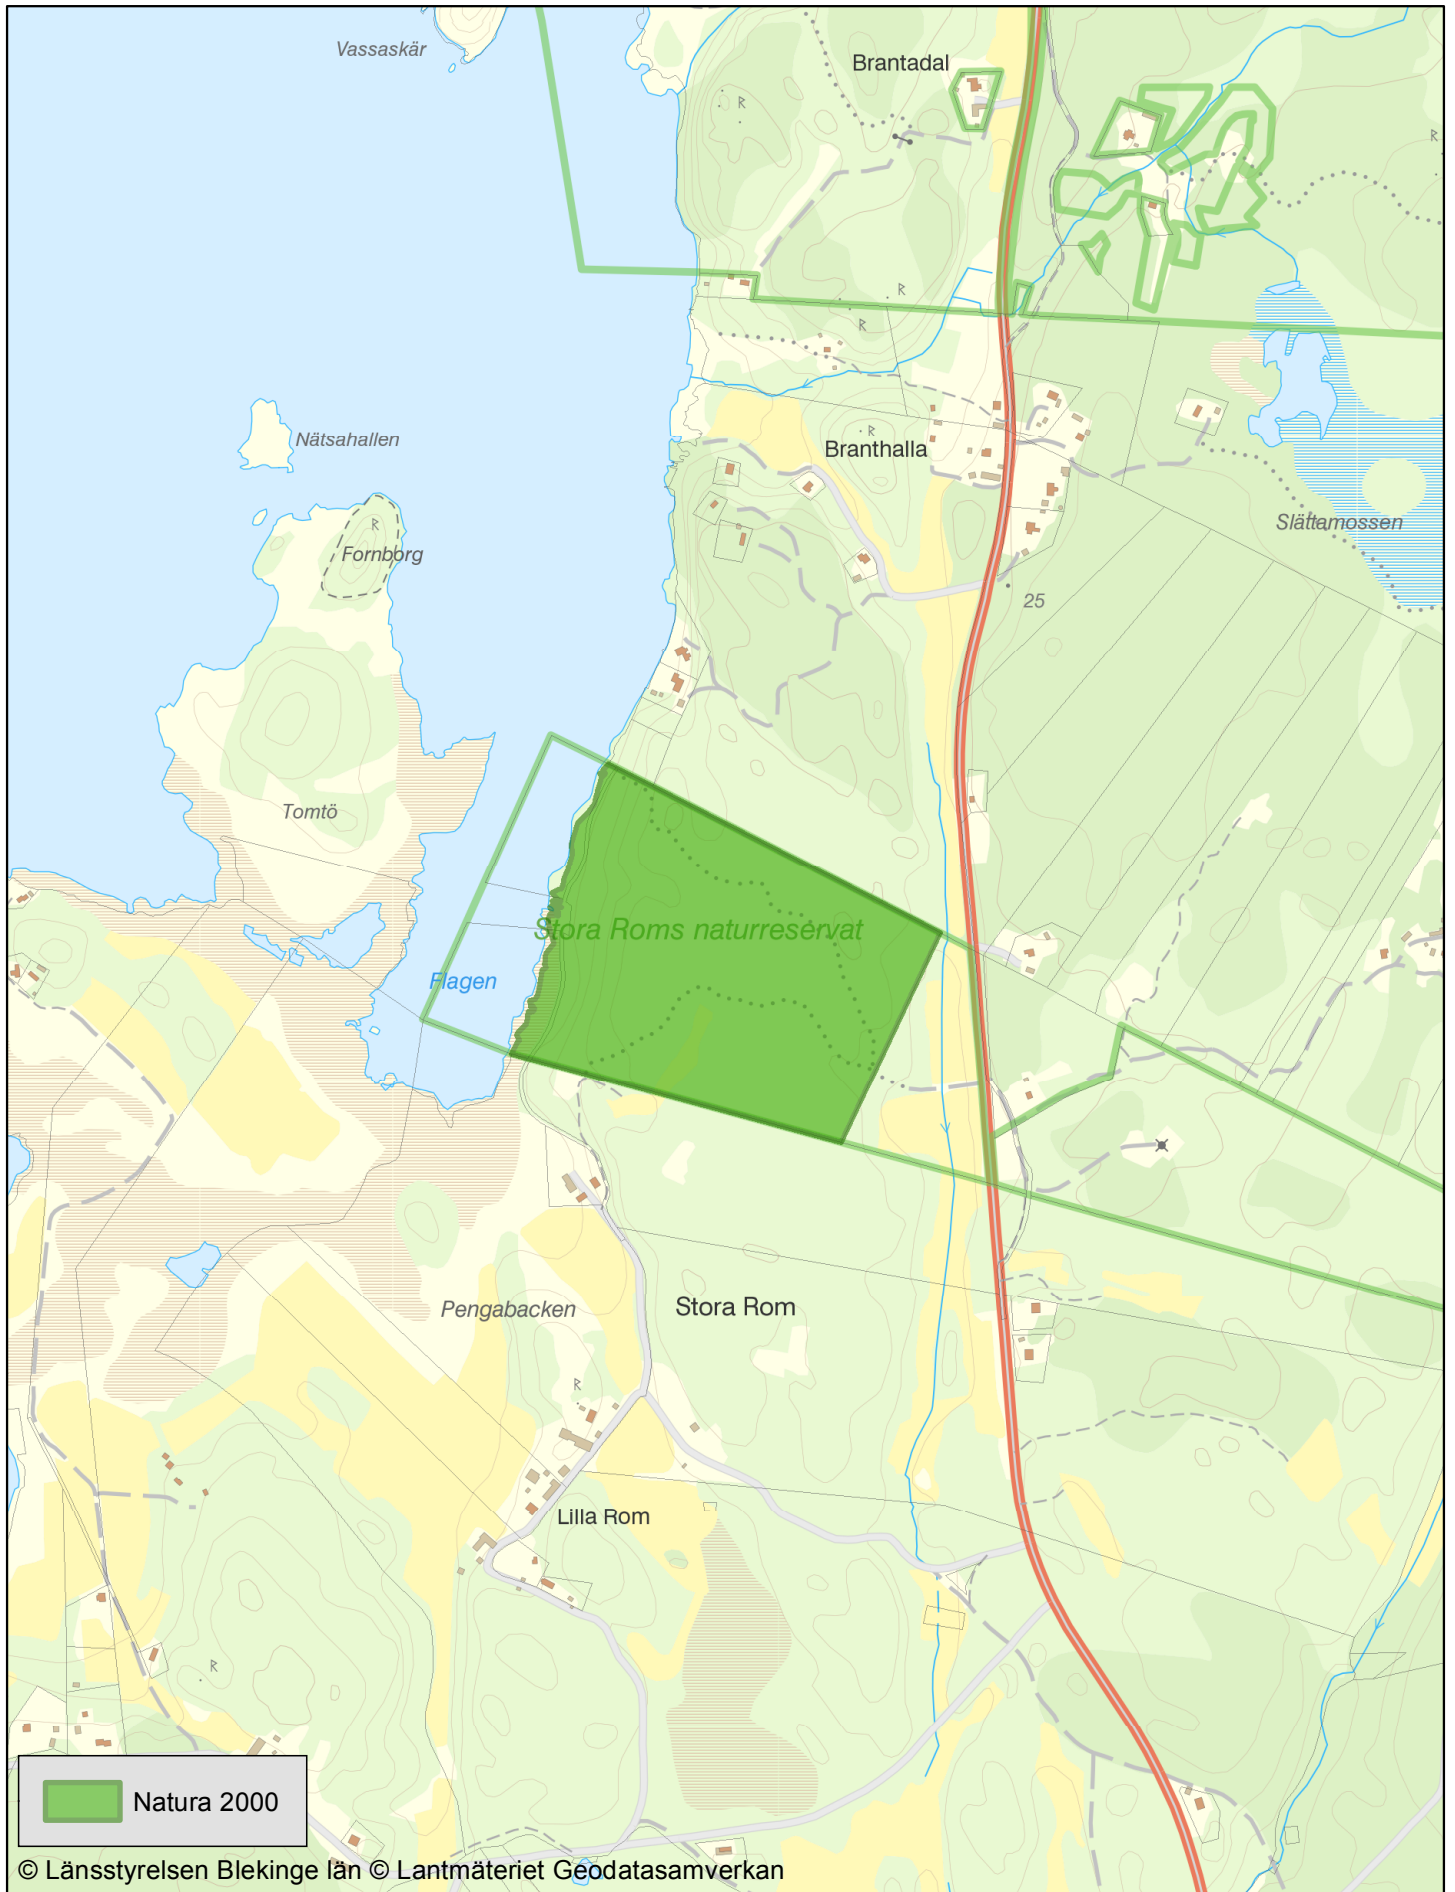 Vassaskär
Brantadal
R
R
R
R
Nätsahallen
R
Branthalla
Slättamossen
R
Fornborg
25
Tomtö
Stora Roms naturreservat
Flagen
Pengabacken
Stora Rom
R
Lilla Rom
R
Natura 2000
© Länsstyrelsen Blekinge län © Lantmäteriet Geodatasamverkan